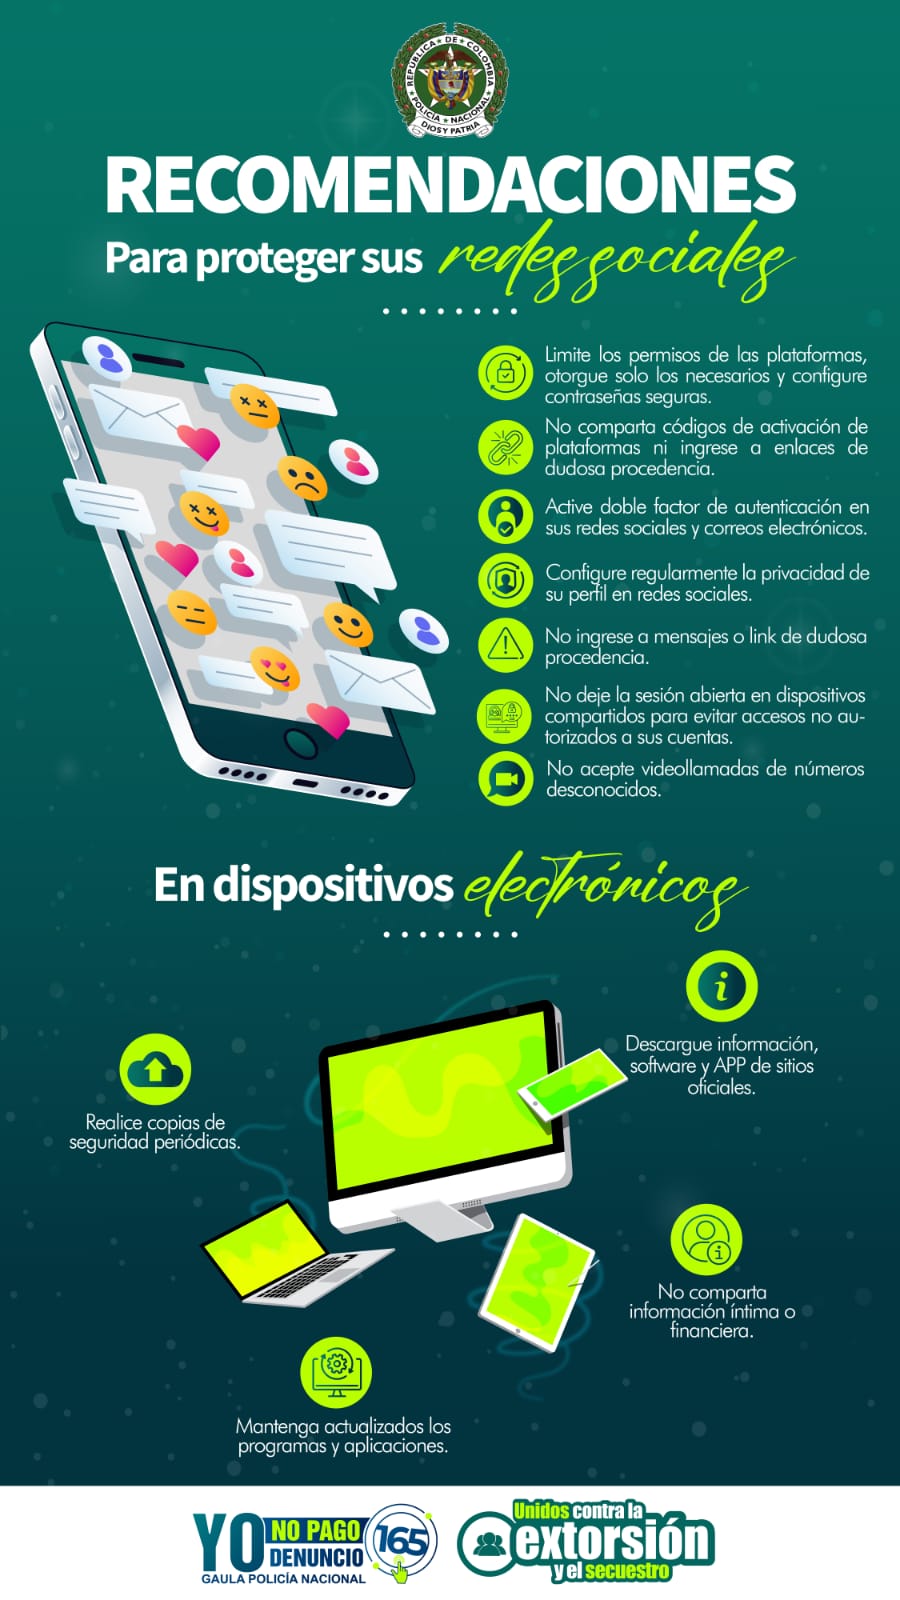 REPÚBLICA DE COLOMBIA
POLICÍA NACIONAL
DIOS Y PATRIA
RECOMENDACIONES
Para proteger sus redes sociales
Limite los permisos de las plataformas,
otorgue solo los necesarios y configure
contraseñas seguras.
No comparta códigos de activación de
plataformas ni ingrese a enlaces de
dudosa procedencia.
Active doble factor de autenticación en
sus redes sociales y correos electrónicos.
Configure regularmente la privacidad de
su perfil en redes sociales.
No ingrese a mensajes o link de dudosa
procedencia.
No deje la sesión abierta en dispositivos
compartidos para evitar accesos no au-
torizados a sus cuentas.
No acepte videollamadas de números
desconocidos.
En dispositivos electrónicos
Descargue información,
software y APP de sitios
oficiales.
Realice copias de
seguridad periódicas.
No comparta
información íntima o
financiera.
Mantenga actualizados los
programas y aplicaciones.
YO NO PAGO
DENUNCIO
165
GAULA POLICÍA NACIONAL
Unidos contra la
extorsión
y el secuestro